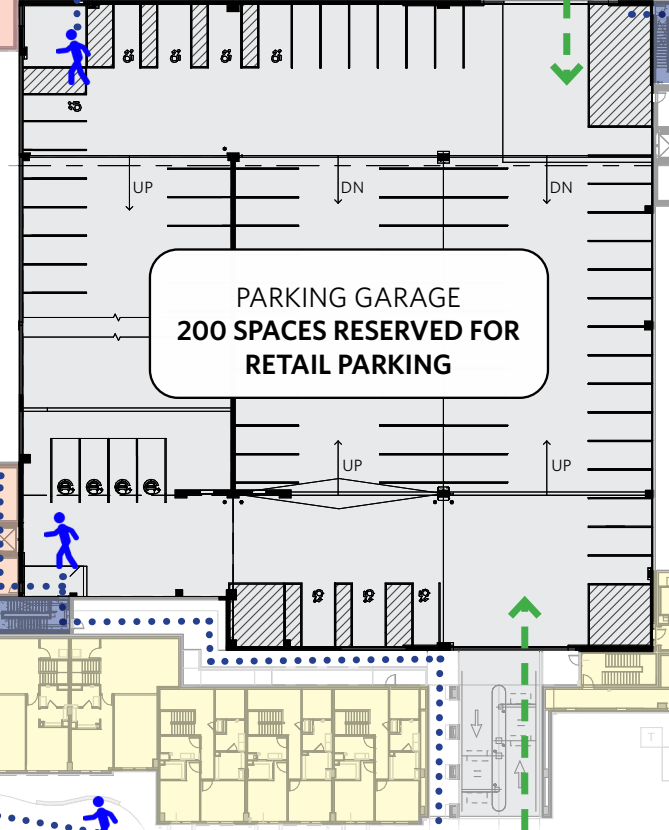 UP
DN
DN
PARKING GARAGE
200 SPACES RESERVED FOR
RETAIL PARKING
UP
UP
T